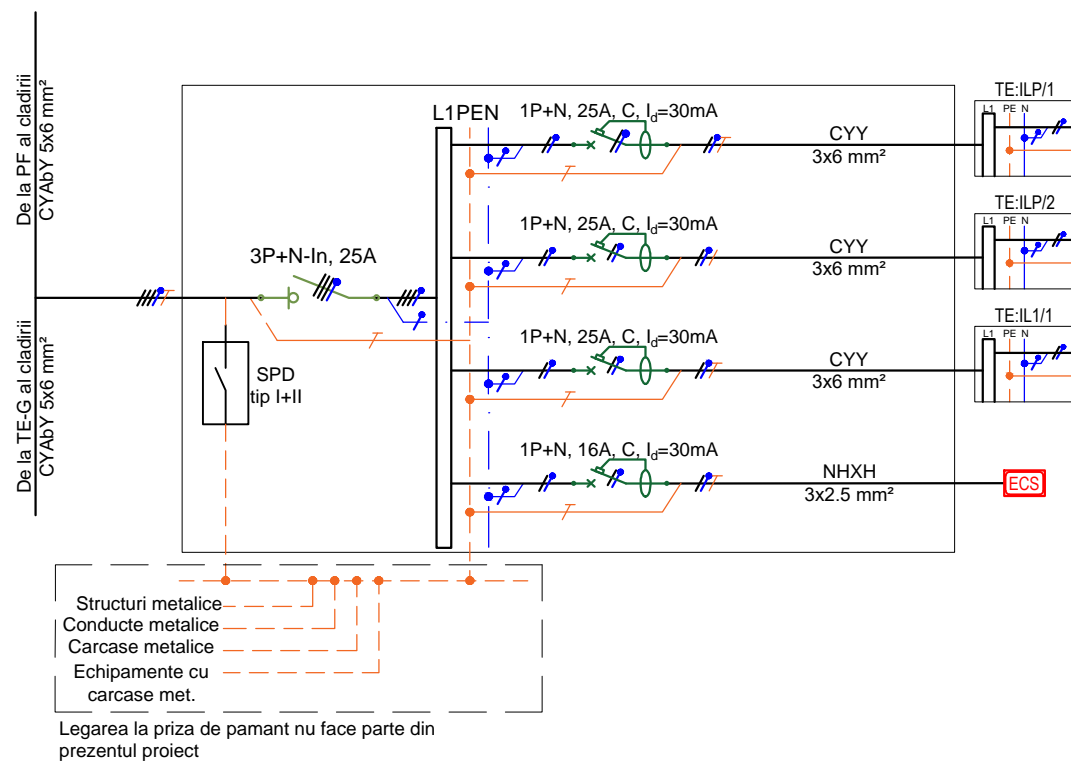 De la PF al cladirii
CYAbY 5x6 mm²
De la TE-G al cladirii
CYAbY 5x6 mm²
3P+N-In, 25A
SPD
tip I+II
L1PEN
1P+N, 25A, C, Id=30mA
CYY
3x6 mm²
TE:ILP/1
L1 PE N
1P+N, 25A, C, Id=30mA
CYY
3x6 mm²
TE:ILP/2
L1 PE N
1P+N, 25A, C, Id=30mA
CYY
3x6 mm²
TE:IL1/1
L1 PE N
1P+N, 16A, C, Id=30mA
NHXH
3x2.5 mm²
ECS
Structuri metalice
Conducte metalice
Carcase metalice
Echipamente cu
carcase met.
Legarea la priza de pamant nu face parte din
prezentul proiect